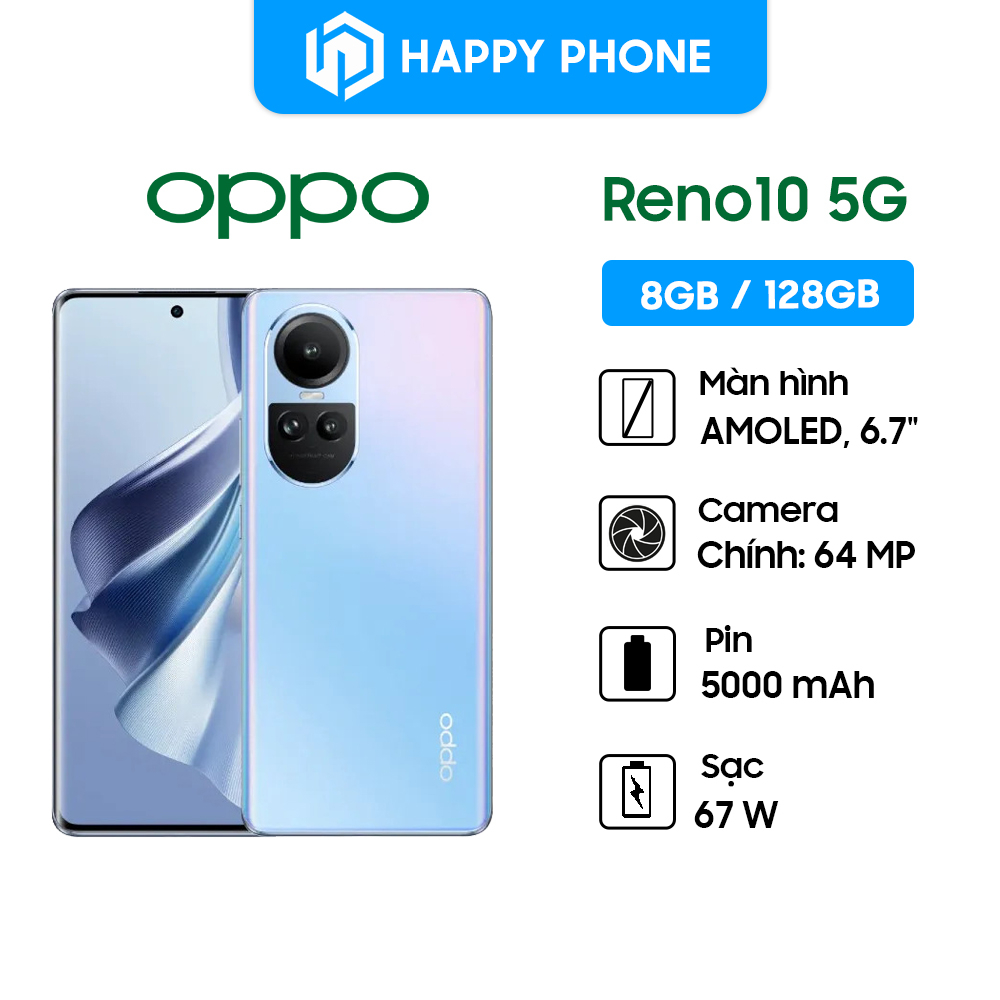 HAPPY PHONE
oppo
Reno10 5G
8GB / 128GB
Màn hình
AMOLED, 6.7"
Camera
Chính: 64 MP
Pin
5000 mAh
Sạc
67 W
oppo